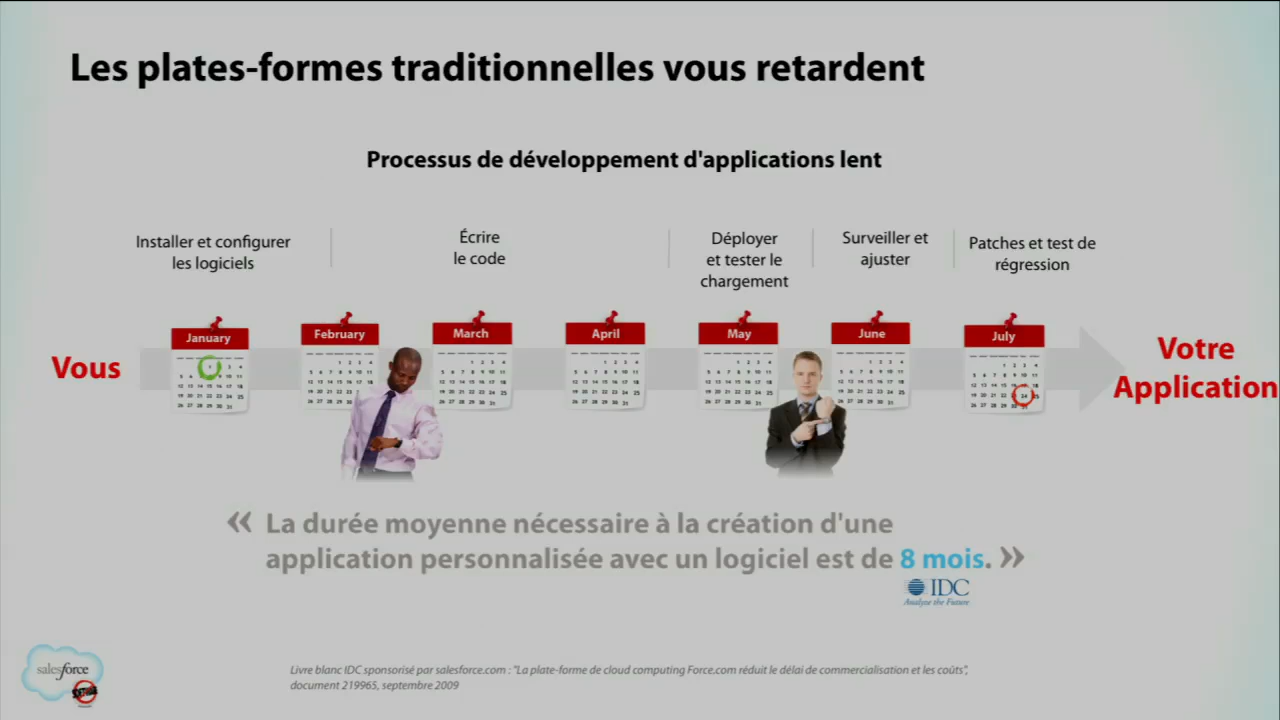 Les plates-formes traditionnelles vous retardent
Processus de développement d'applications lent
Installer et configurer
les logiciels
Écrire
le code
Déployer
et tester le
chargement
Surveiller et
ajuster
Patches et test de
régression
January
February
March
April
May
June
July
Vous
Votre
Application
« La durée moyenne nécessaire à la création d'une
application personnalisée avec un logiciel est de 8 mois. »
IDC
Analyze the Future
salesforce
SOFTWARE
Livre blanc IDC sponsorisé par salesforce.com : "La plate-forme de cloud computing Force.com réduit le délai de commercialisation et les coûts",
document 219965, septembre 2009